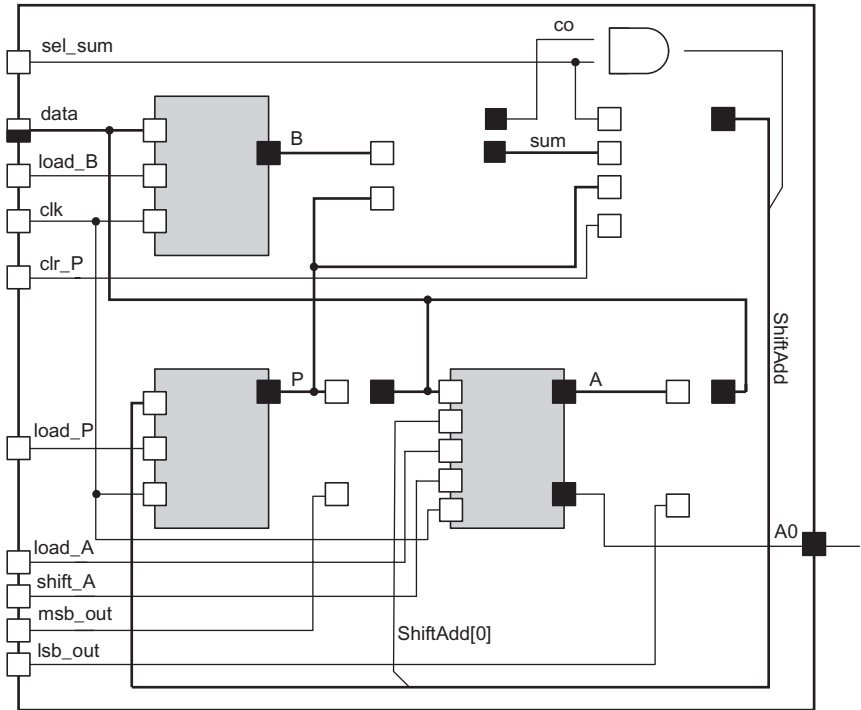 co
sel_sum
data
B
sum
load_B
clk
clr_P
ShiftAdd
P
A
load_P
A0
load_A
shift_A
msb_out
ShiftAdd[0]
lsb_out